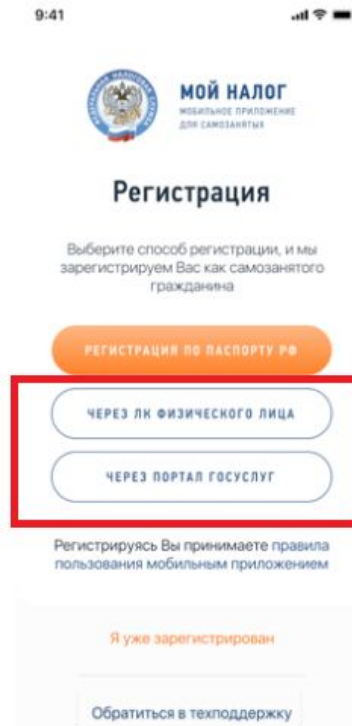 9:41
МОЙ НАЛОГ
МОБИЛЬНОЕ ПРИЛОЖЕНИЕ
ДЛЯ САМОЗАНЯТЫХ
Регистрация
Выберите способ регистрации, и мы
зарегистрируем Вас как самозанятого
гражданина
РЕГИСТРАЦИЯ ПО ПАСПОРТУ РФ
ЧЕРЕЗ ЛК ФИЗИЧЕСКОГО ЛИЦА
ЧЕРЕЗ ПОРТАЛ ГОСУСЛУГ
Регистрируясь Вы принимаете правила
пользования мобильным приложением
Я уже зарегистрирован
Обратиться в техподдержку